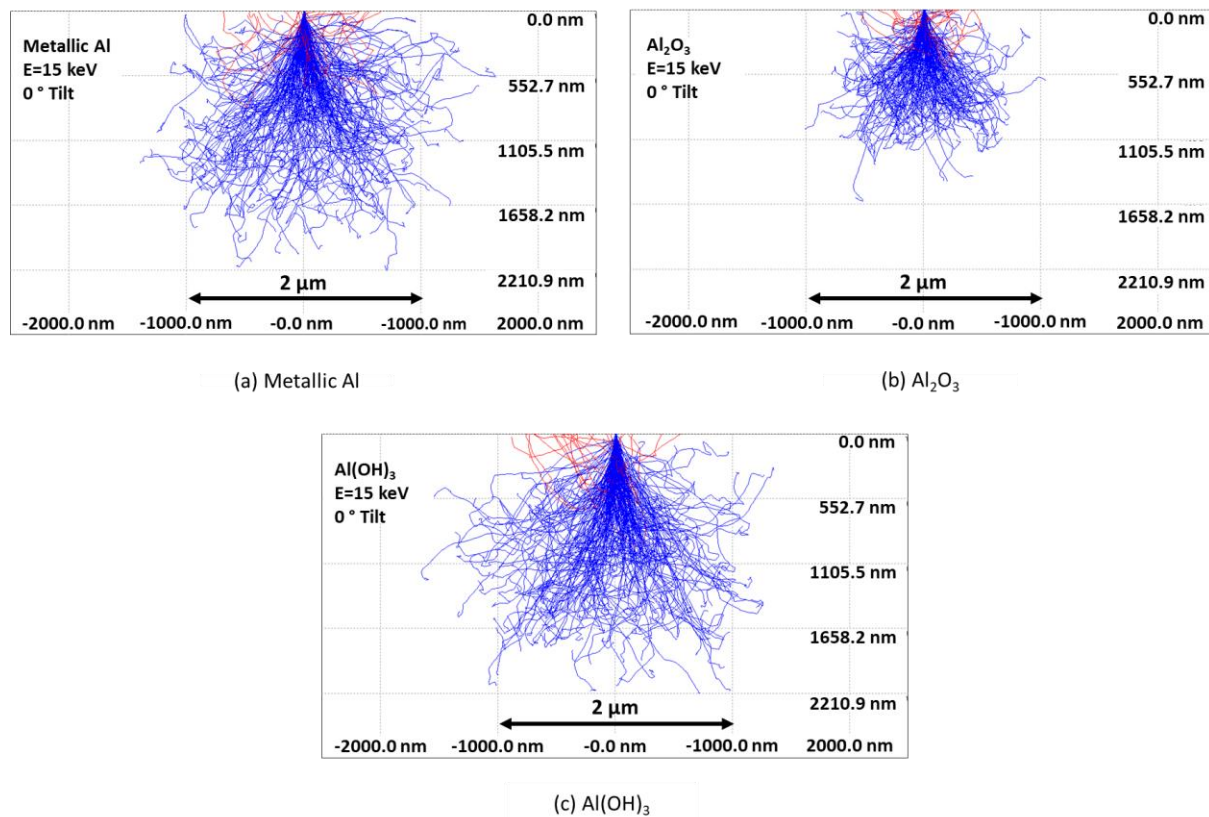 Metallic Al
E=15 keV
0 ° Tilt
0.0 nm
552.7 nm
1105.5 nm
1658.2 nm
2210.9 nm
2 µm
-2000.0 nm -1000.0 nm -0.0 nm -1000.0 nm 2000.0 nm
(a) Metallic Al
Al₂O₃
E=15 keV
0 ° Tilt
0.0 nm
552.7 nm
1105.5 nm
1658.2 nm
2210.9 nm
2 µm
-2000.0 nm -1000.0 nm -0.0 nm -1000.0 nm 2000.0 nm
(b) Al₂O₃
Al(OH)₃
E=15 keV
0 ° Tilt
0.0 nm
552.7 nm
1105.5 nm
1658.2 nm
2210.9 nm
2 µm
-2000.0 nm -1000.0 nm -0.0 nm -1000.0 nm 2000.0 nm
(c) Al(OH)₃